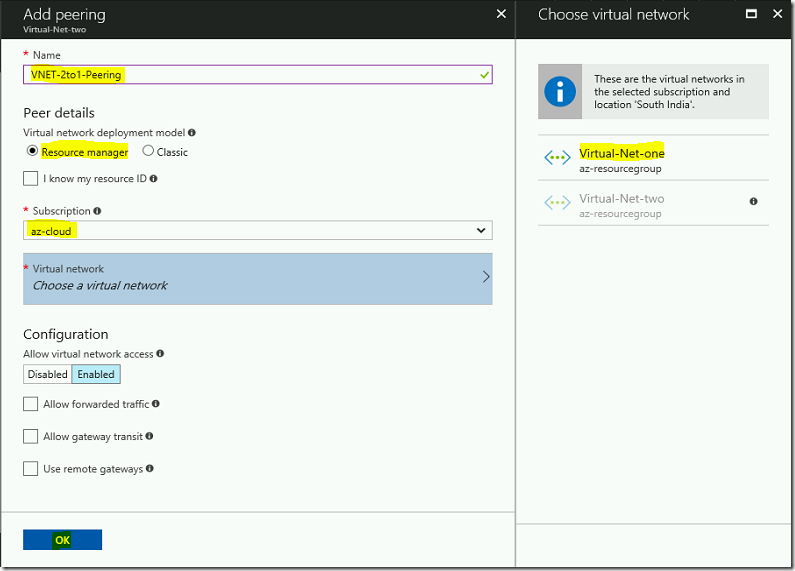 Add peering
Virtual-Net-two
* Name
VNET-2to1-Peering
Peer details
Virtual network deployment model
Resource manager
Classic
I know my resource ID
* Subscription
az-cloud
* Virtual network
Choose a virtual network
Configuration
Allow virtual network access
Disabled
Enabled
Allow forwarded traffic
Allow gateway transit
Use remote gateways
OK
Choose virtual network
These are the virtual networks in
the selected subscription and
location 'South India'.
Virtual-Net-one
az-resourcegroup
Virtual-Net-two
az-resourcegroup